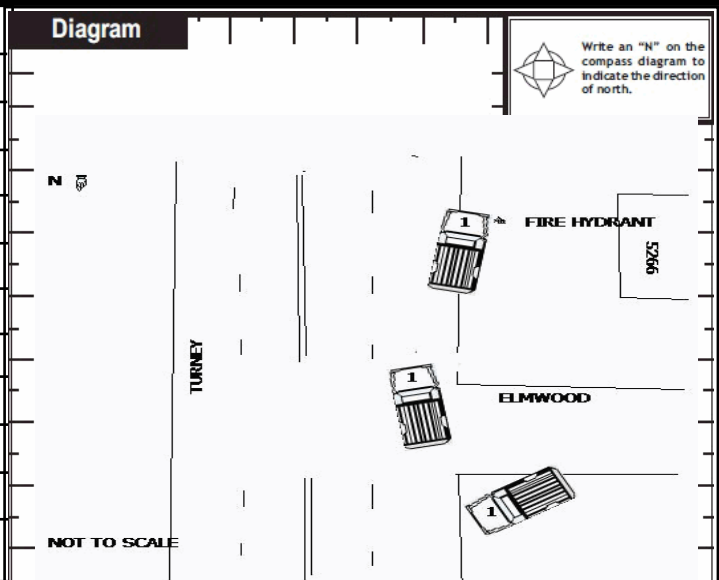 Diagram
Write an "N" on the
compass diagram to
indicate the direction
of north.
N
1
FIRE HYDRANT
5266
TURNEY
1
ELMWOOD
1
NOT TO SCALE